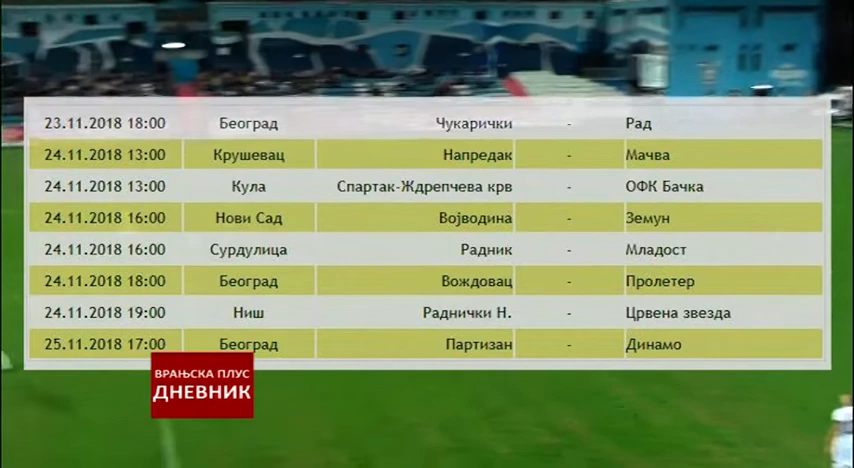 23.11.2018 18:00 Београд Чукарички - Рад
24.11.2018 13:00 Крушевац Напредак - Мачва
24.11.2018 13:00 Кула Спартак-Ждрепчева крв - ОФК Бачка
24.11.2018 16:00 Нови Сад Војводина - Земун
24.11.2018 16:00 Сурдулица Радник - Младост
24.11.2018 18:00 Београд Вождовац - Пролетер
24.11.2018 19:00 Ниш Раднички Н. - Црвена звезда
25.11.2018 17:00 Београд Партизан - Динамо
ВРАЊСКА ПЛУС
ДНЕВНИК